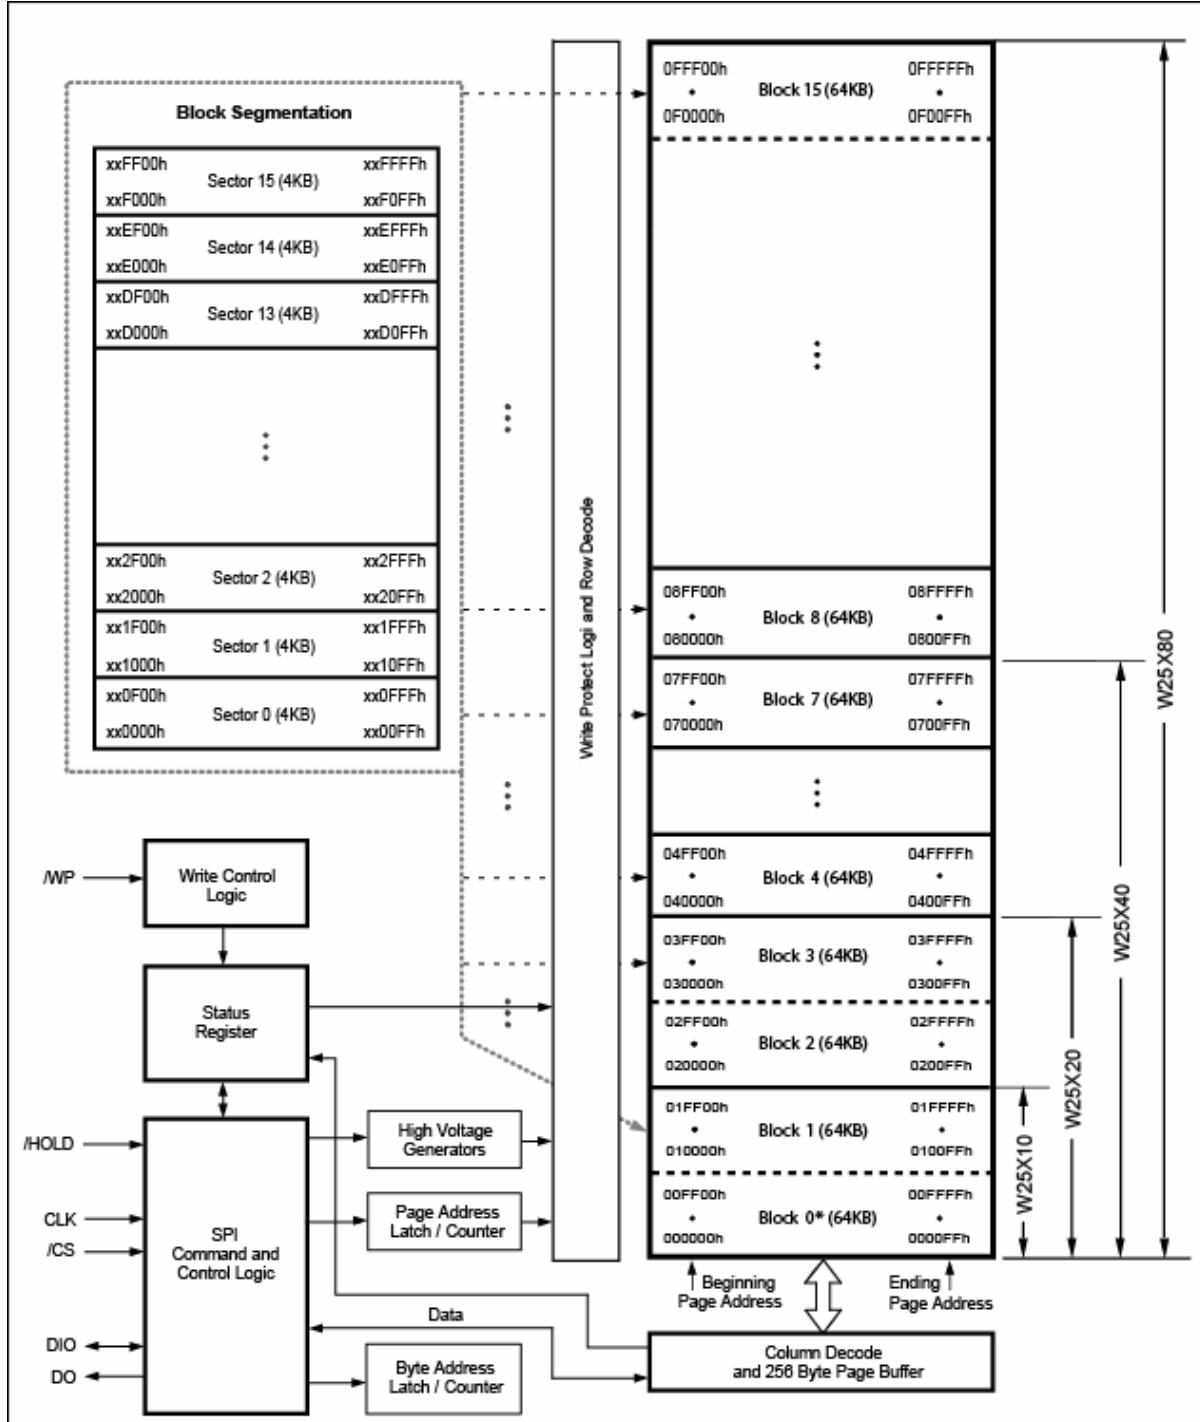 Block Segmentation
xxFF00h xxFFFFh
Sector 15 (4KB)
xxF000h xxF0FFh
xxEF00h xxEFFFh
Sector 14 (4KB)
xxE000h xxE0FFh
xxDF00h xxDFFFh
Sector 13 (4KB)
xxD000h xxD0FFh
xx2F00h xx2FFFh
Sector 2 (4KB)
xx2000h xx20FFh
xx1F00h xx1FFFh
Sector 1 (4KB)
xx1000h xx10FFh
xx0F00h xx0FFFh
Sector 0 (4KB)
xx0000h xx00FFh
Write Protect Logi and Row Decode
0FFF00h 0FFFFFh
Block 15 (64KB)
0F0000h 0F00FFh
08FF00h 08FFFFh
Block 8 (64KB)
080000h 0800FFh
07FF00h 07FFFFh
Block 7 (64KB)
070000h 0700FFh
04FF00h 04FFFFh
Block 4 (64KB)
040000h 0400FFh
03FF00h 03FFFFh
Block 3 (64KB)
030000h 0300FFh
02FF00h 02FFFFh
Block 2 (64KB)
020000h 0200FFh
01FF00h 01FFFFh
Block 1 (64KB)
010000h 0100FFh
00FF00h 00FFFFh
Block 0* (64KB)
000000h 0000FFh
W25X10
W25X20
W25X40
W25X80
Beginning
Page Address
Ending
Page Address
Column Decode
and 256 Byte Page Buffer
/WP
Write Control
Logic
Status
Register
/HOLD
CLK
/CS
DIO
DO
SPI
Command and
Control Logic
High Voltage
Generators
Page Address
Latch / Counter
Data
Byte Address
Latch / Counter